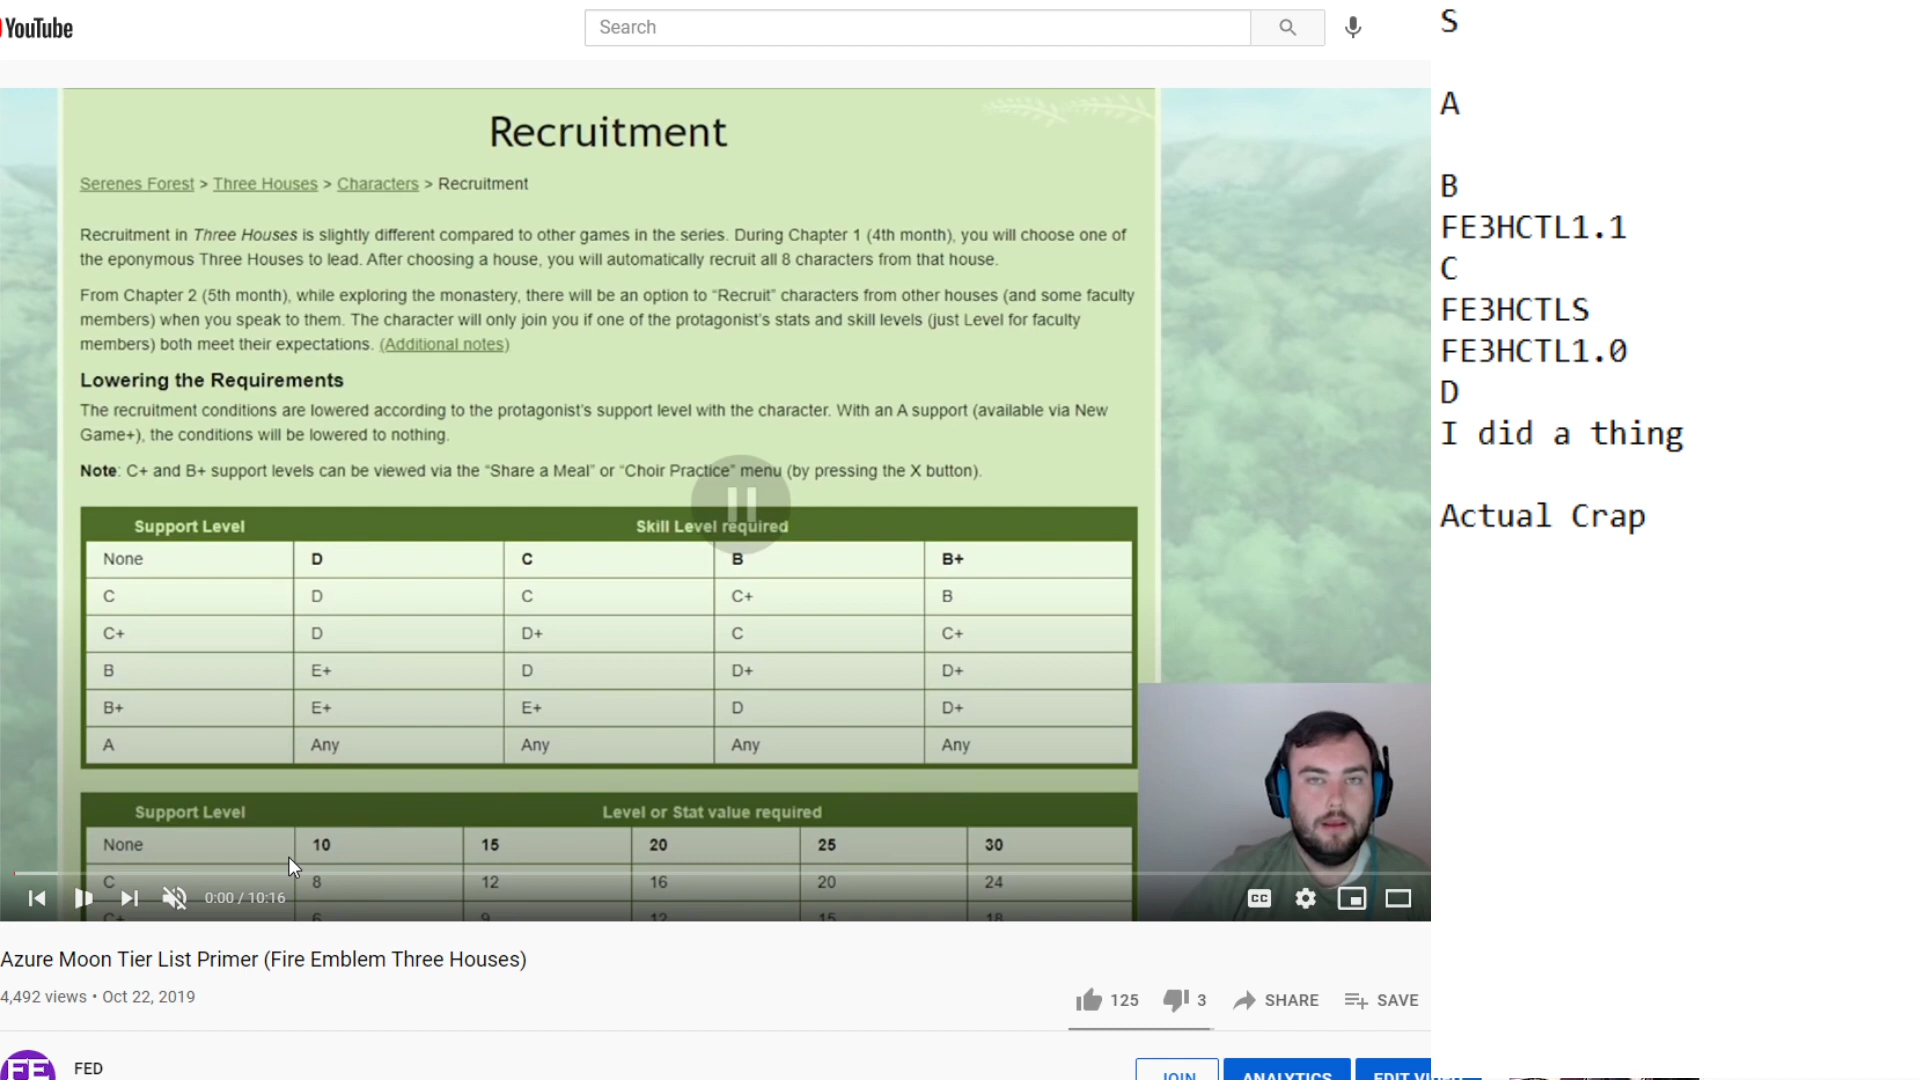 YouTube
Search
Recruitment
Serenes Forest > Three Houses > Characters > Recruitment
Recruitment in Three Houses is slightly different compared to other games in the series. During Chapter 1 (4th month), you will choose one of
the eponymous Three Houses to lead. After choosing a house, you will automatically recruit all 8 characters from that house.
From Chapter 2 (5th month), while exploring the monastery, there will be an option to “Recruit” characters from other houses (and some faculty
members) when you speak to them. The character will only join you if one of the protagonist's stats and skill levels (just Level for faculty
members) both meet their expectations. (Additional notes)
Lowering the Requirements
The recruitment conditions are lowered according to the protagonist's support level with the character. With an A support (available via New
Game+), the conditions will be lowered to nothing.
Note: C+ and B+ support levels can be viewed via the “Share a Meal” or “Choir Practice” menu (by pressing the X button).
Support Level Skill Level required
None D C B B+
C D C C+ B
C+ D D+ C C+
B E+ D D+ D+
B+ E+ E+ D D+
A Any Any Any Any
Support Level Level or Stat value required
None 10 15 20 25 30
C 8 12 16 20 24
C+ 6 9 12 15 18
0:00 / 10:16
CC
Azure Moon Tier List Primer (Fire Emblem Three Houses)
4,492 views • Oct 22, 2019
125 3 SHARE SAVE
FE
FED
JOIN ANALYTICS EDIT VIDEO
S
A
B
FE3HCTL1.1
C
FE3HCTLS
FE3HCTL1.0
D
I did a thing
Actual Crap